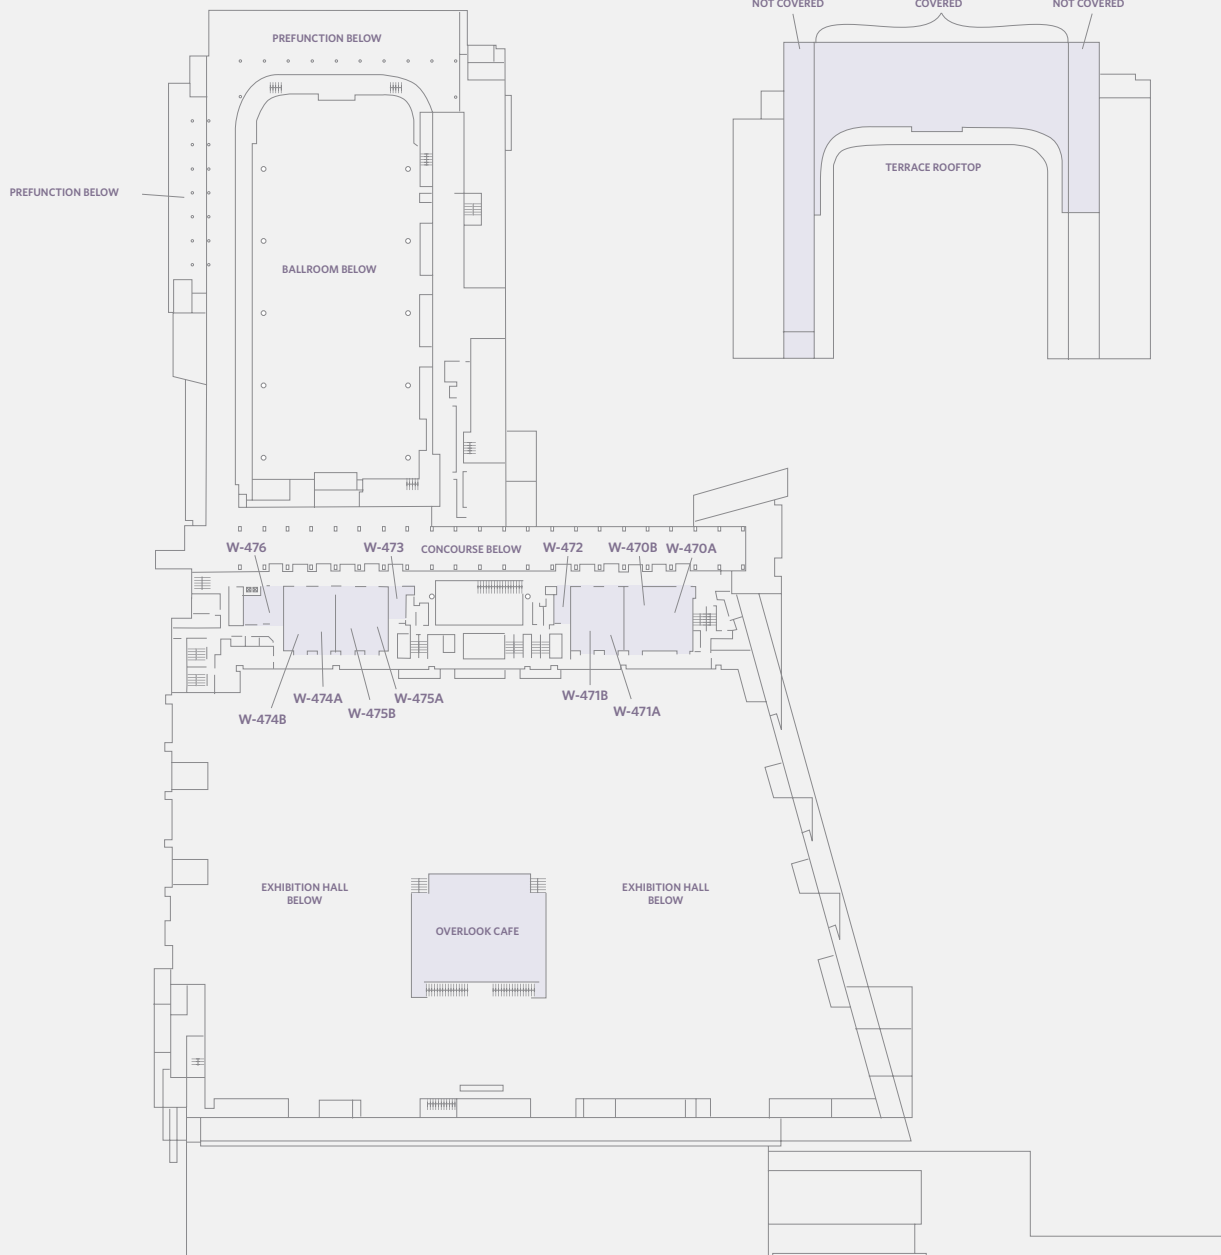 NOT COVERED
COVERED
NOT COVERED
PREFUNCTION BELOW
TERRACE ROOFTOP
PREFUNCTION BELOW
BALLROOM BELOW
W-476
W-473
CONCOURSE BELOW
W-472
W-470B
W-470A
W-474A
W-475A
W-471B
W-474B
W-475B
W-471A
EXHIBITION HALL
BELOW
EXHIBITION HALL
BELOW
OVERLOOK CAFE